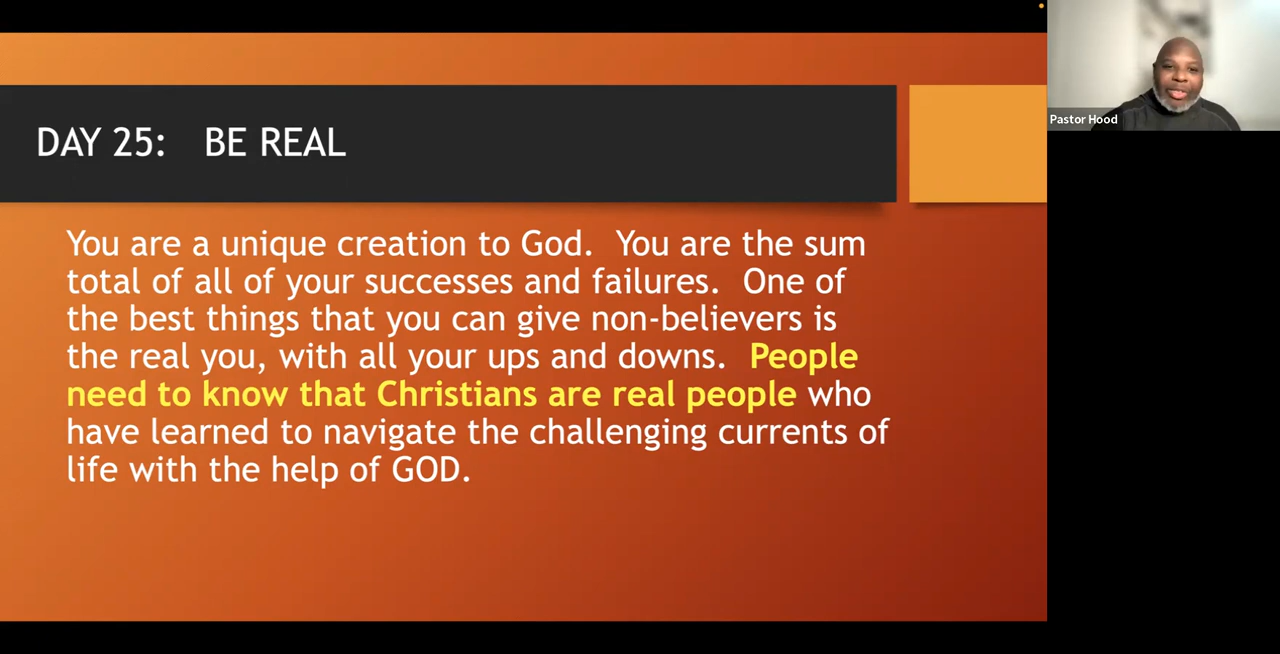 DAY 25: BE REAL
You are a unique creation to God. You are the sum
total of all of your successes and failures. One of
the best things that you can give non-believers is
the real you, with all your ups and downs. People
need to know that Christians are real people who
have learned to navigate the challenging currents of
life with the help of GOD.
Pastor Hood